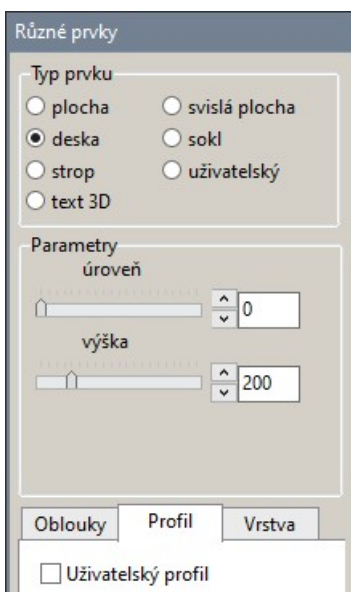 Různé prvky
Typ prvku
plocha svislá plocha
deska sokl
strop uživatelský
text 3D
Parametry
úroveň
0
výška
200
Oblouky Profil Vrstva
Uživatelský profil